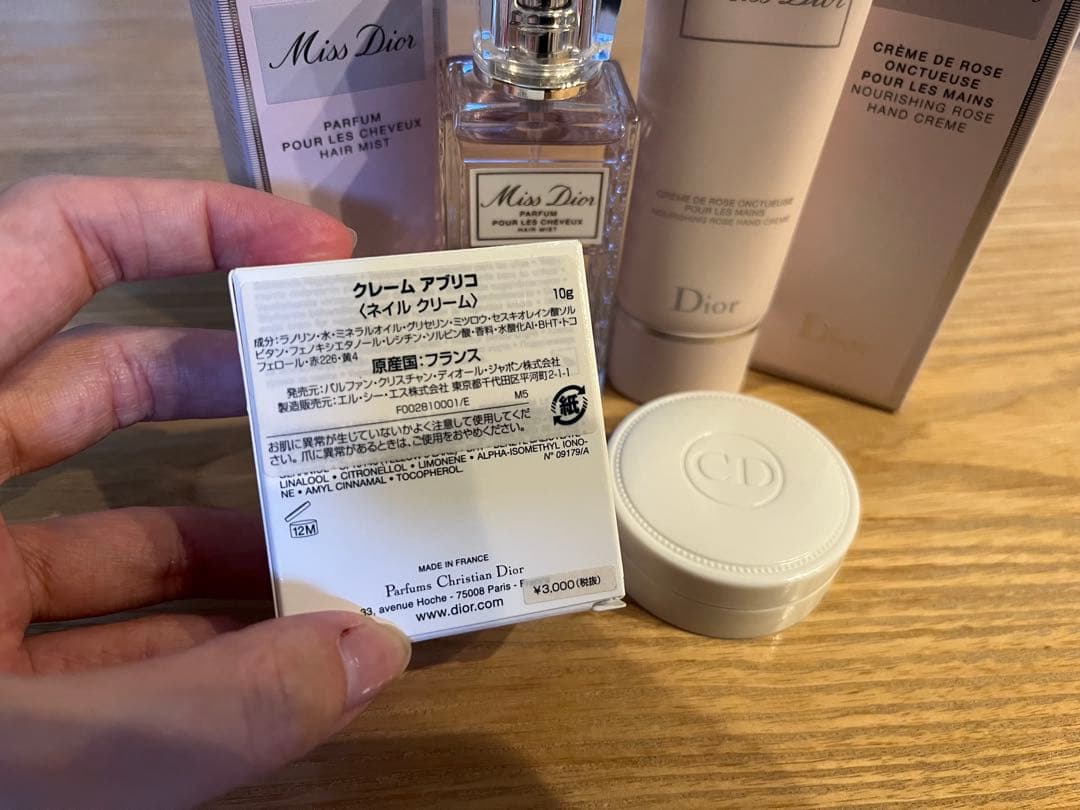 Miss Dior
PARFUM
POUR LES CHEVEUX
HAIR MIST
Miss Dior
PARFUM
POUR LES CHEVEUX
HAIR MIST
Miss Dior
CRÈME DE ROSE ONCTUEUSE
POUR LES MAINS
NOURISHING ROSE HAND CREME
Dior
CRÈME DE ROSE
ONCTUEUSE
POUR LES MAINS
NOURISHING ROSE
HAND CREME
Dior
クレーム アブリコ
〈ネイル クリーム〉
10g
成分:ラノリン・水・ミネラルオイル・グリセリン・ミツロウ・セスキオレイン酸ソル
ビタン・フェノキシエタノール・レシチン・ソルビン酸・香料・水酸化Al・BHT・トコ
フェロール・赤226・黄4
原産国:フランス
発売元:パルファン・クリスチャン・ディオール・ジャポン株式会社
製造販売元:エル・シー・エス株式会社 東京都千代田区平河町2-1-1
F002810001/E
M5
紙
お肌に異常が生じていないかよく注意して使用してくだ
さい。爪に異常があるときは、ご使用をおやめください。
LINALOOL • CITRONELLOL • LIMONENE • ALPHA-ISOMETHYL IONO-
NE • AMYL CINNAMAL • TOCOPHEROL.
N° 09179/A
12M
MADE IN FRANCE
Parfums Christian Dior
33, avenue Hoche - 75008 Paris -
www.dior.com
¥3,000(税抜)
CD